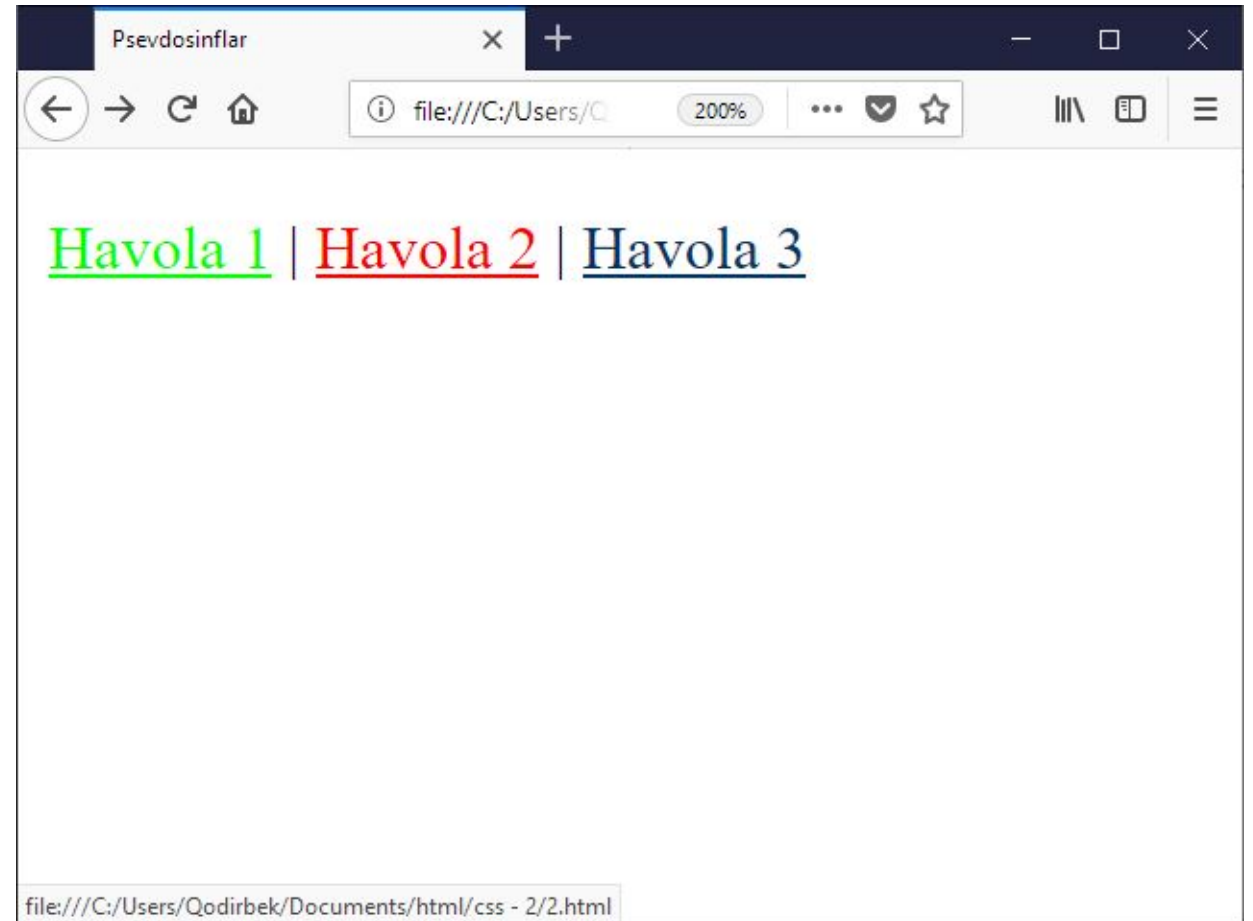 Psevdosinflar
file:///C:/Users/Q
200%
Havola 1 | Havola 2 | Havola 3
file:///C:/Users/Qodirbek/Documents/html/css - 2/2.html